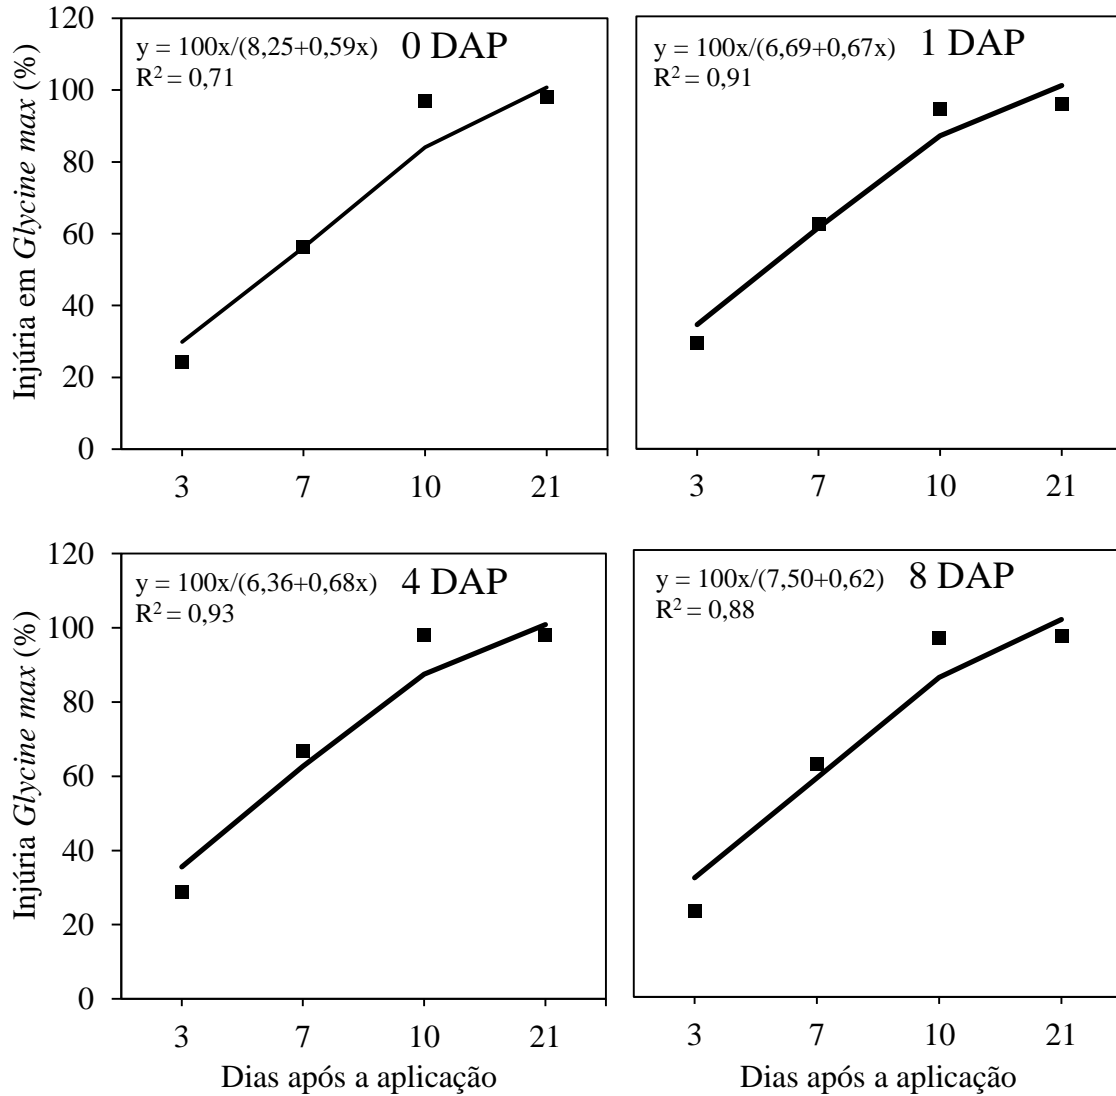 120
100
80
60
40
20
0
Injúria em Glycine max (%)
y = 100x/(8,25+0,59x)
R² = 0,71
0 DAP
3 7 10 21
y = 100x/(6,69+0,67x)
R² = 0,91
1 DAP
3 7 10 21
120
100
80
60
40
20
0
Injúria Glycine max (%)
y = 100x/(6,36+0,68x)
R² = 0,93
4 DAP
3 7 10 21
Dias após a aplicação
y = 100x/(7,50+0,62)
R² = 0,88
8 DAP
3 7 10 21
Dias após a aplicação